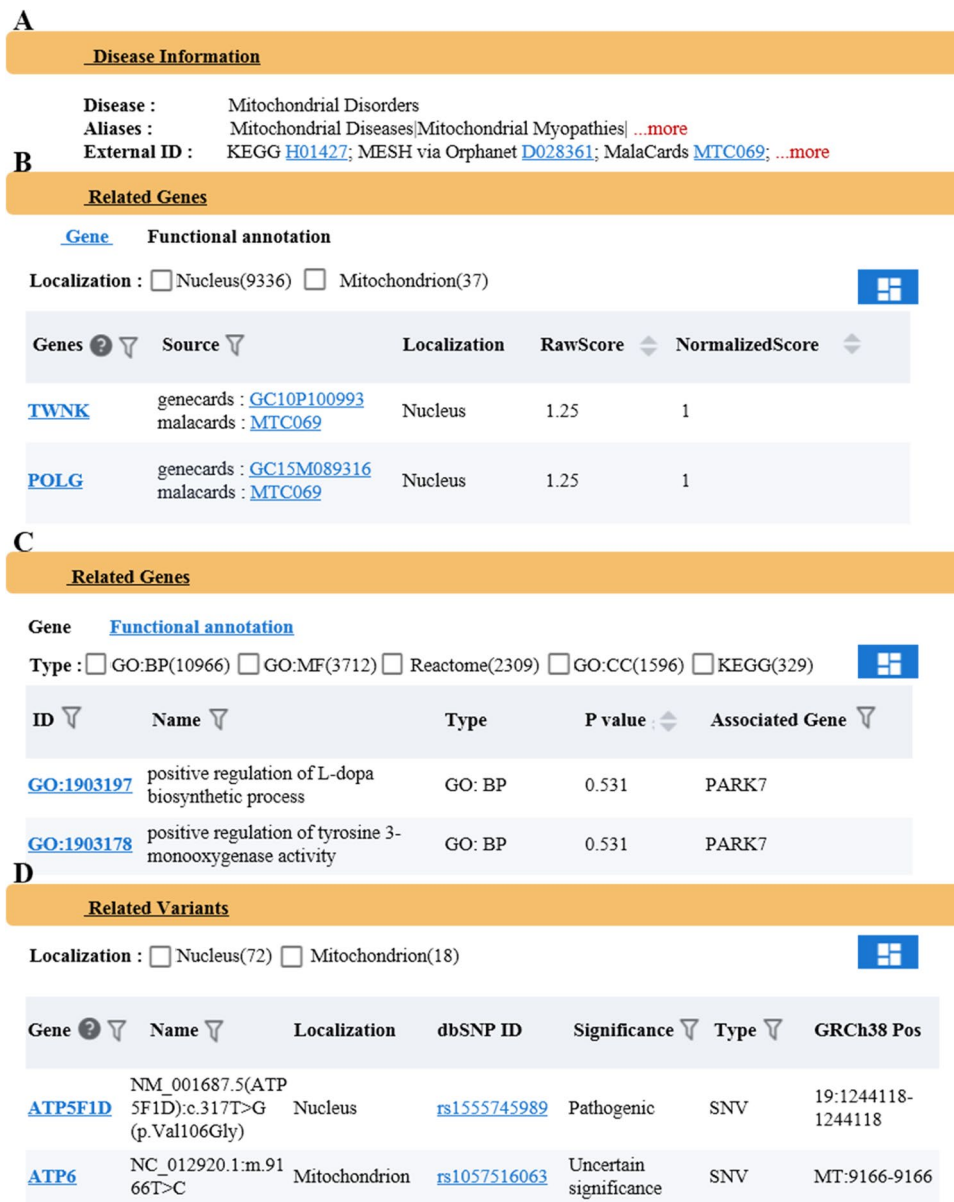 A
Disease Information
Disease : Mitochondrial Disorders
Aliases : Mitochondrial Diseases|Mitochondrial Myopathies| ...more
External ID : KEGG H01427; MESH via Orphanet D028361; MalaCards MTC069; ...more
B
Related Genes
Gene Functional annotation
Localization : Nucleus(9336) Mitochondrion(37)
Genes ? Source Localization RawScore NormalizedScore
TWNK genecards : GC10P100993 Nucleus 1.25 1
malacards : MTC069
POLG genecards : GC15M089316 Nucleus 1.25 1
malacards : MTC069
C
Related Genes
Gene Functional annotation
Type : GO:BP(10966) GO:MF(3712) Reactome(2309) GO:CC(1596) KEGG(329)
ID Name Type P value Associated Gene
GO:1903197 positive regulation of L-dopa GO: BP 0.531 PARK7
biosynthetic process
GO:1903178 positive regulation of tyrosine 3- GO: BP 0.531 PARK7
monooxygenase activity
D
Related Variants
Localization : Nucleus(72) Mitochondrion(18)
Gene ? Name Localization dbSNP ID Significance Type GRCh38 Pos
NM_001687.5(ATP
ATP5F1D 5F1D):c.317T>G Nucleus rs1555745989 Pathogenic SNV 19:1244118-
(p.Val106Gly) 1244118
ATP6 NC_012920.1:m.91 Mitochondrion rs1057516063 Uncertain SNV MT:9166-9166
66T>C significance